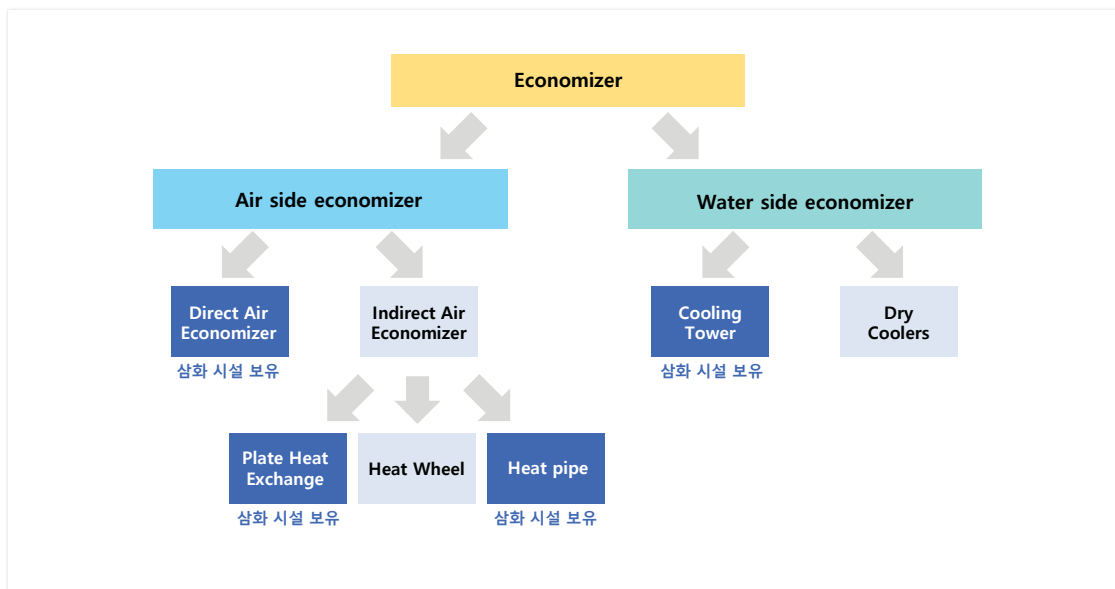 Economizer
Air side economizer
Water side economizer
Direct Air
Economizer
삼화 시설 보유
Indirect Air
Economizer
Cooling
Tower
삼화 시설 보유
Dry
Coolers
Plate Heat
Exchange
삼화 시설 보유
Heat Wheel
Heat pipe
삼화 시설 보유